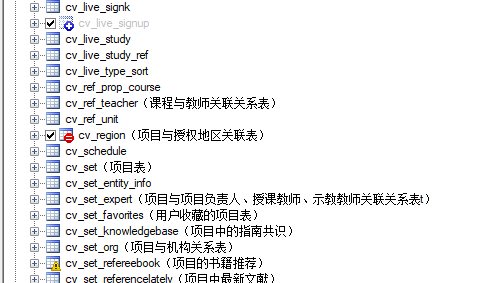 cv_live_signk
cv_live_signup
cv_live_study
cv_live_study_ref
cv_live_type_sort
cv_ref_prop_course
cv_ref_teacher（课程与教师关联关系表）
cv_ref_unit
cv_region（项目与授权地区关联表）
cv_schedule
cv_set（项目表）
cv_set_entity_info
cv_set_expert（项目与项目负责人、授课教师、示教教师关联关系表t）
cv_set_favorites（用户收藏的项目表）
cv_set_knowledgebase（项目中的指南共识）
cv_set_org（项目与机构关系表）
cv_set_refereebook（项目的书籍推荐）
cv_set_referencelately（项目中最新文献）